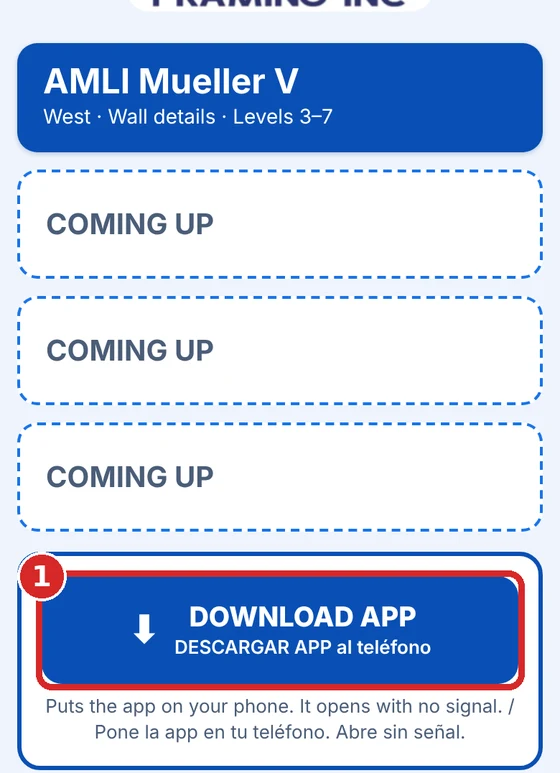 FRAMING INC
AMLI Mueller V
West · Wall details · Levels 3–7
COMING UP
COMING UP
COMING UP
1
DOWNLOAD APP
DESCARGAR APP al teléfono
Puts the app on your phone. It opens with no signal. /
Pone la app en tu teléfono. Abre sin señal.